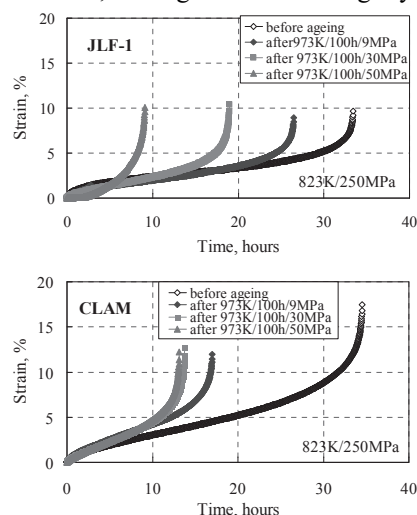 JLF-1
before ageing
after973K/100h/9MPa
after 973K/100h/30MPa
after 973K/100h/50MPa
20
15
10
5
0
Strain, %
823K/250MPa
0 10 20 30 40
Time, hours
CLAM
before ageing
after 973K/100h/9MPa
after 973K/100h/30MPa
after 973K/100h/50MPa
20
15
10
5
0
Strain, %
823K/250MPa
0 10 20 30 40
Time, hours